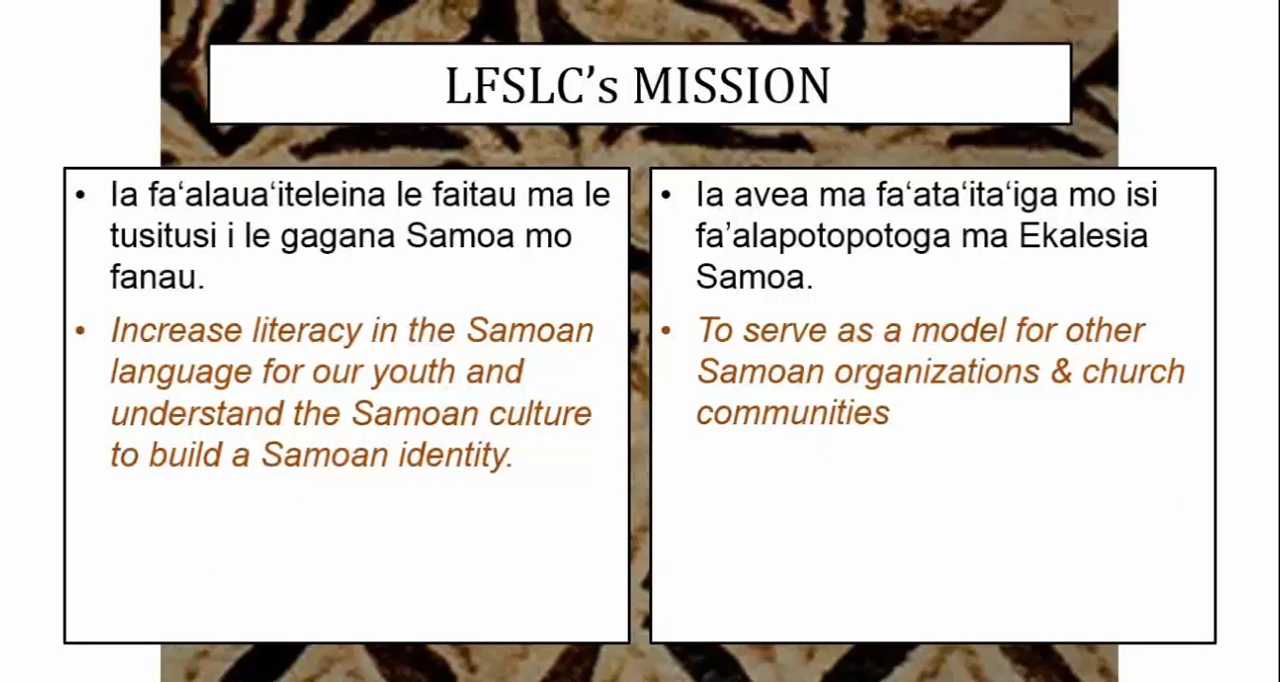 LFSLC’s MISSION
• Ia fa‘alaua‘iteleina le faitau ma le
tusitusi i le gagana Samoa mo
fanau.
• Increase literacy in the Samoan
language for our youth and
understand the Samoan culture
to build a Samoan identity.
• Ia avea ma fa‘ata‘ita‘iga mo isi
fa’alapotopotoga ma Ekalesia
Samoa.
• To serve as a model for other
Samoan organizations & church
communities